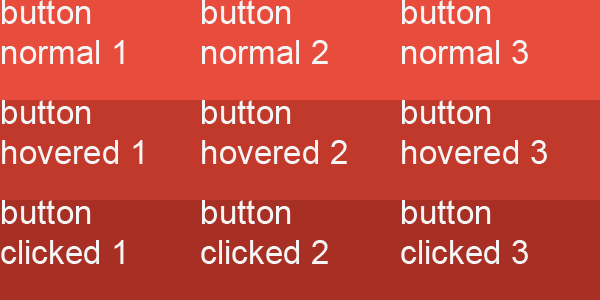 button
normal 1
button
normal 2
button
normal 3
button
hovered 1
button
hovered 2
button
hovered 3
button
clicked 1
button
clicked 2
button
clicked 3